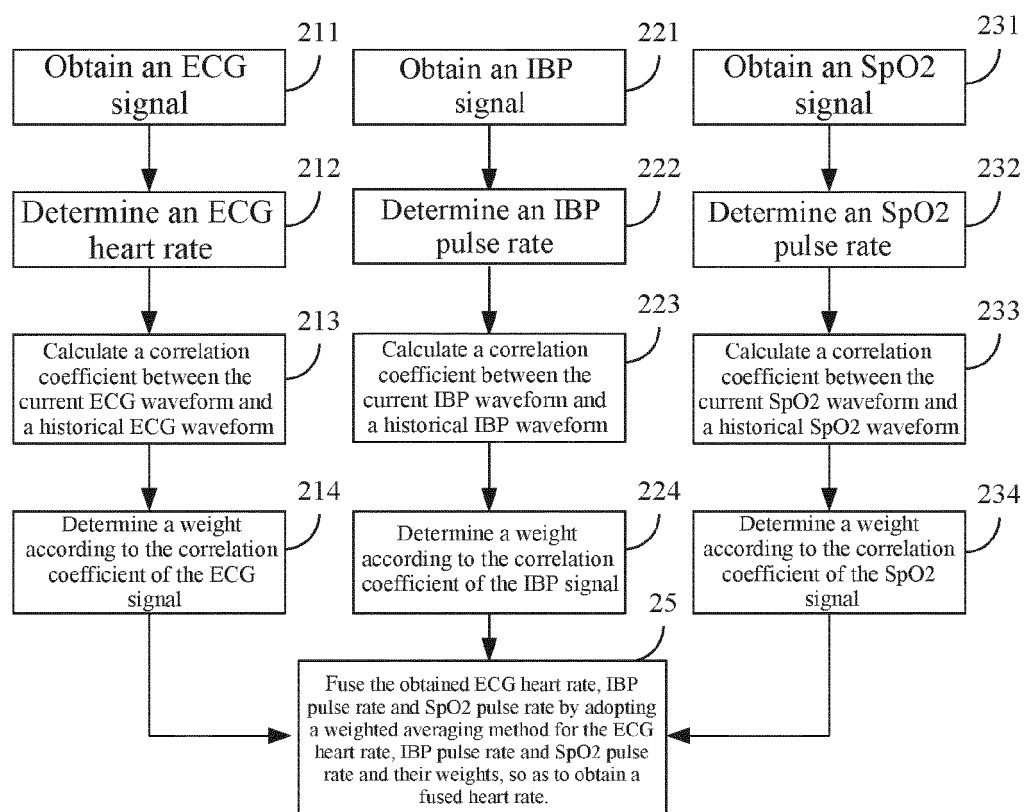 211
Obtain an ECG
signal
221
Obtain an IBP
signal
231
Obtain an SpO2
signal
212
Determine an ECG
heart rate
222
Determine an IBP
pulse rate
232
Determine an SpO2
pulse rate
213
Calculate a correlation
coefficient between the
current ECG waveform and
a historical ECG waveform
223
Calculate a correlation
coefficient between the
current IBP waveform and
a historical IBP waveform
233
Calculate a correlation
coefficient between the
current SpO2 waveform and
a historical SpO2 waveform
214
Determine a weight
according to the correlation
coefficient of the ECG
signal
224
Determine a weight
according to the correlation
coefficient of the IBP signal
234
Determine a weight
according to the correlation
coefficient of the SpO2
signal
25
Fuse the obtained ECG heart rate, IBP
pulse rate and SpO2 pulse rate by adopting
a weighted averaging method for the ECG
heart rate, IBP pulse rate and SpO2 pulse
rate and their weights, so as to obtain a
fused heart rate.